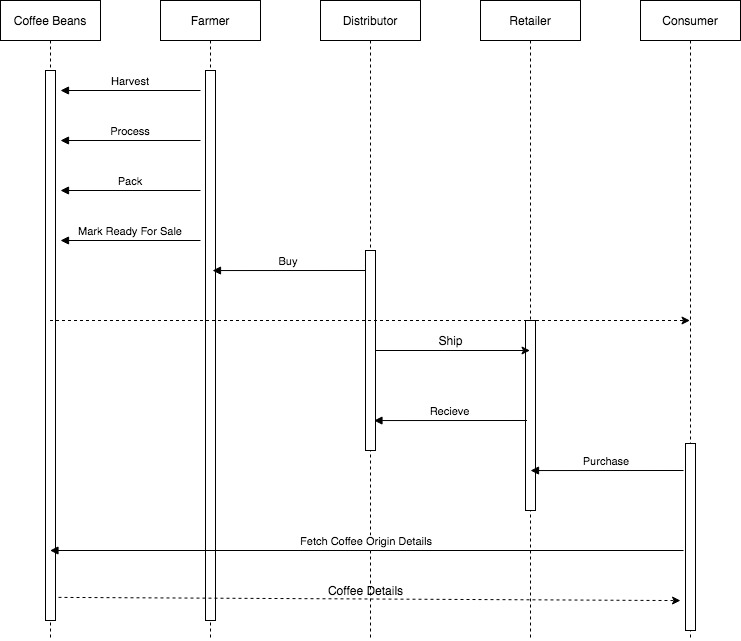 Coffee Beans
Farmer
Distributor
Retailer
Consumer
Harvest
Process
Pack
Mark Ready For Sale
Buy
Ship
Recieve
Purchase
Fetch Coffee Origin Details
Coffee Details